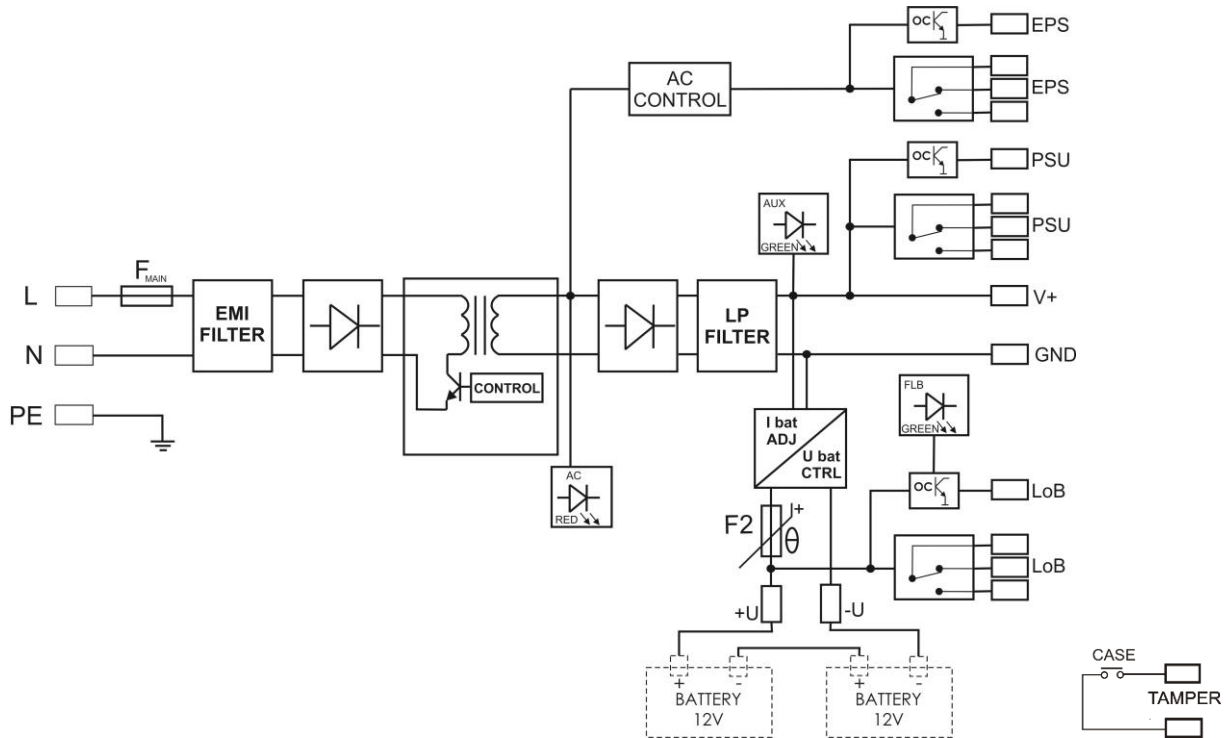 OC
EPS
AC
CONTROL
EPS
OC
PSU
AUX
GREEN
PSU
F MAIN
L
EMI
FILTER
LP
FILTER
V+
N
GND
CONTROL
FLB
GREEN
PE
I bat
ADJ
U bat
CTRL
AC
RED
OC
LoB
F2
I+
θ
LoB
+U
-U
+ - + -
BATTERY
12V
BATTERY
12V
CASE
TAMPER